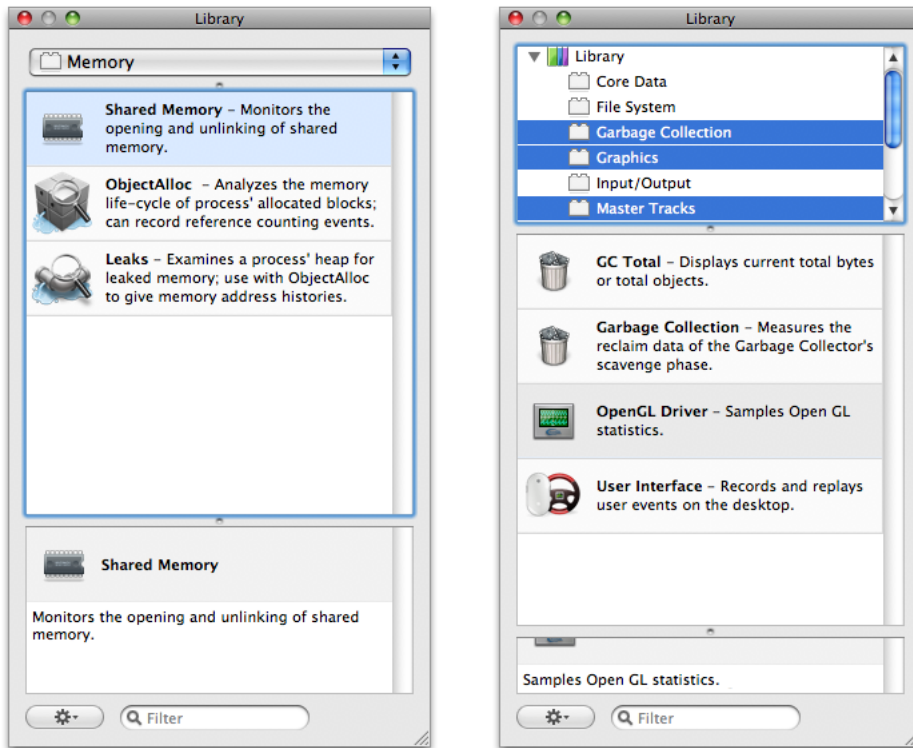 Library
Memory
Shared Memory – Monitors the
opening and unlinking of shared
memory.
ObjectAlloc – Analyzes the memory
life-cycle of process' allocated blocks;
can record reference counting events.
Leaks – Examines a process' heap for
leaked memory; use with ObjectAlloc
to give memory address histories.
Shared Memory
Monitors the opening and unlinking of shared
memory.
Filter
Library
Library
Core Data
File System
Garbage Collection
Graphics
Input/Output
Master Tracks
GC Total – Displays current total bytes
or total objects.
Garbage Collection – Measures the
reclaim data of the Garbage Collector's
scavenge phase.
OpenGL Driver – Samples Open GL
statistics.
User Interface – Records and replays
user events on the desktop.
Samples Open GL statistics.
Filter